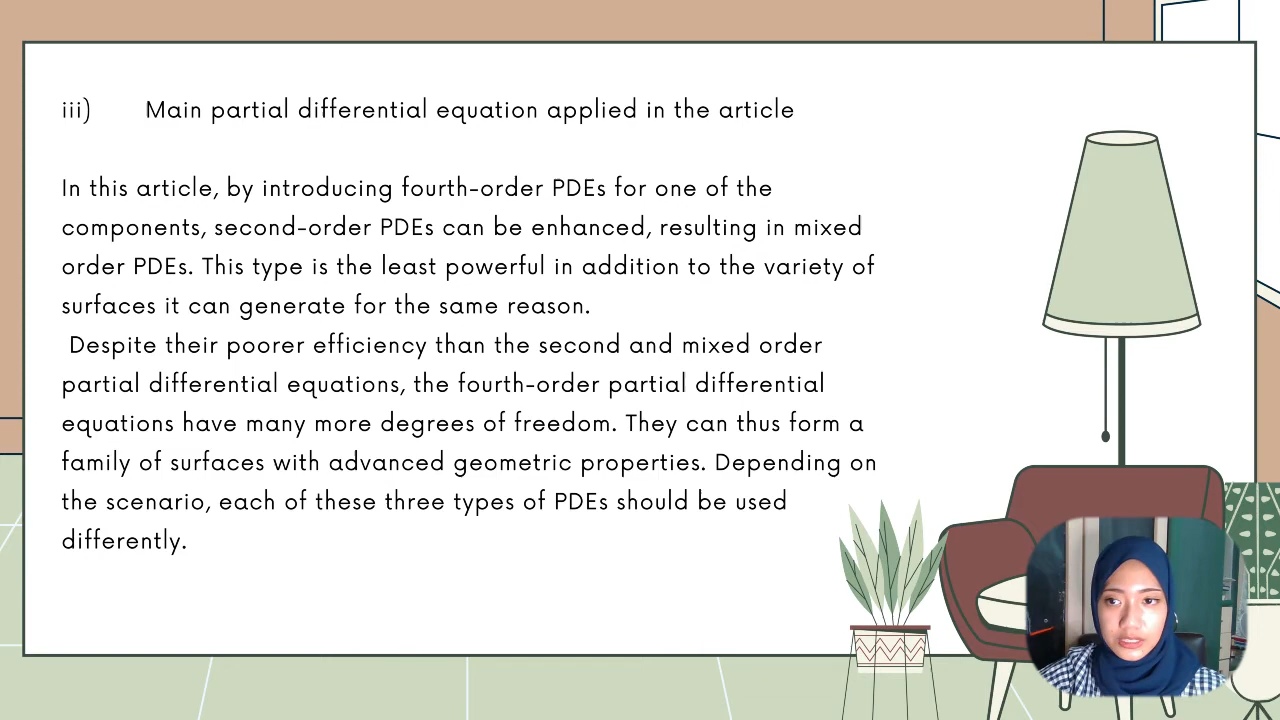 iii) Main partial differential equation applied in the article
In this article, by introducing fourth-order PDEs for one of the
components, second-order PDEs can be enhanced, resulting in mixed
order PDEs. This type is the least powerful in addition to the variety of
surfaces it can generate for the same reason.
Despite their poorer efficiency than the second and mixed order
partial differential equations, the fourth-order partial differential
equations have many more degrees of freedom. They can thus form a
family of surfaces with advanced geometric properties. Depending on
the scenario, each of these three types of PDEs should be used
differently.